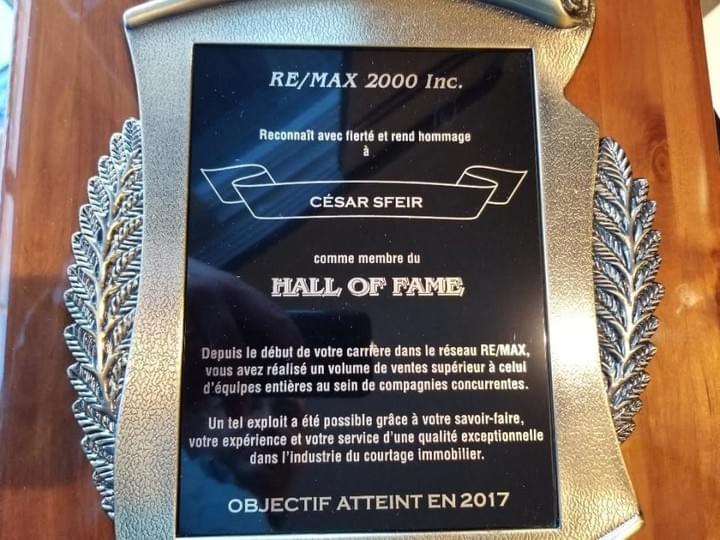 RE/MAX 2000 Inc.
Reconnaît avec fierté et rend hommage
à
CÉSAR SFEIR
comme membre du
HALL OF FAME
Depuis le début de votre carrière dans le réseau RE/MAX,
vous avez réalisé un volume de ventes supérieur à celui
d'équipes entières au sein de compagnies concurrentes.
Un tel exploit a été possible grâce à votre savoir-faire,
votre expérience et votre service d'une qualité exceptionnelle
dans l'industrie du courtage immobilier.
OBJECTIF ATTEINT EN 2017